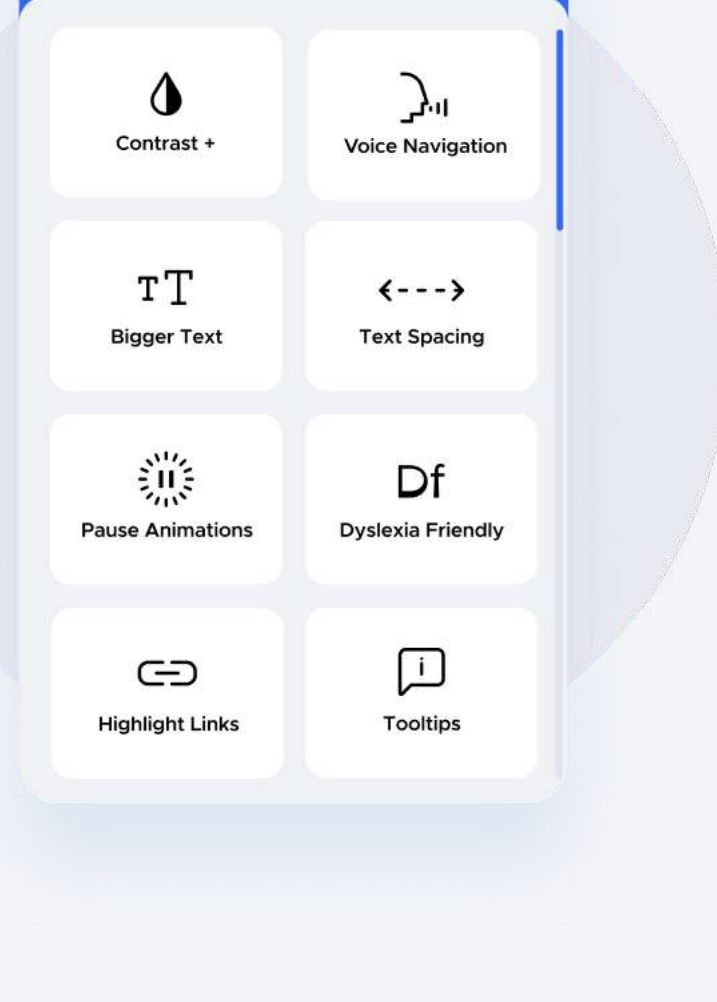 Contrast +
Voice Navigation
TT
Bigger Text
Text Spacing
Pause Animations
Df
Dyslexia Friendly
Highlight Links
i
Tooltips